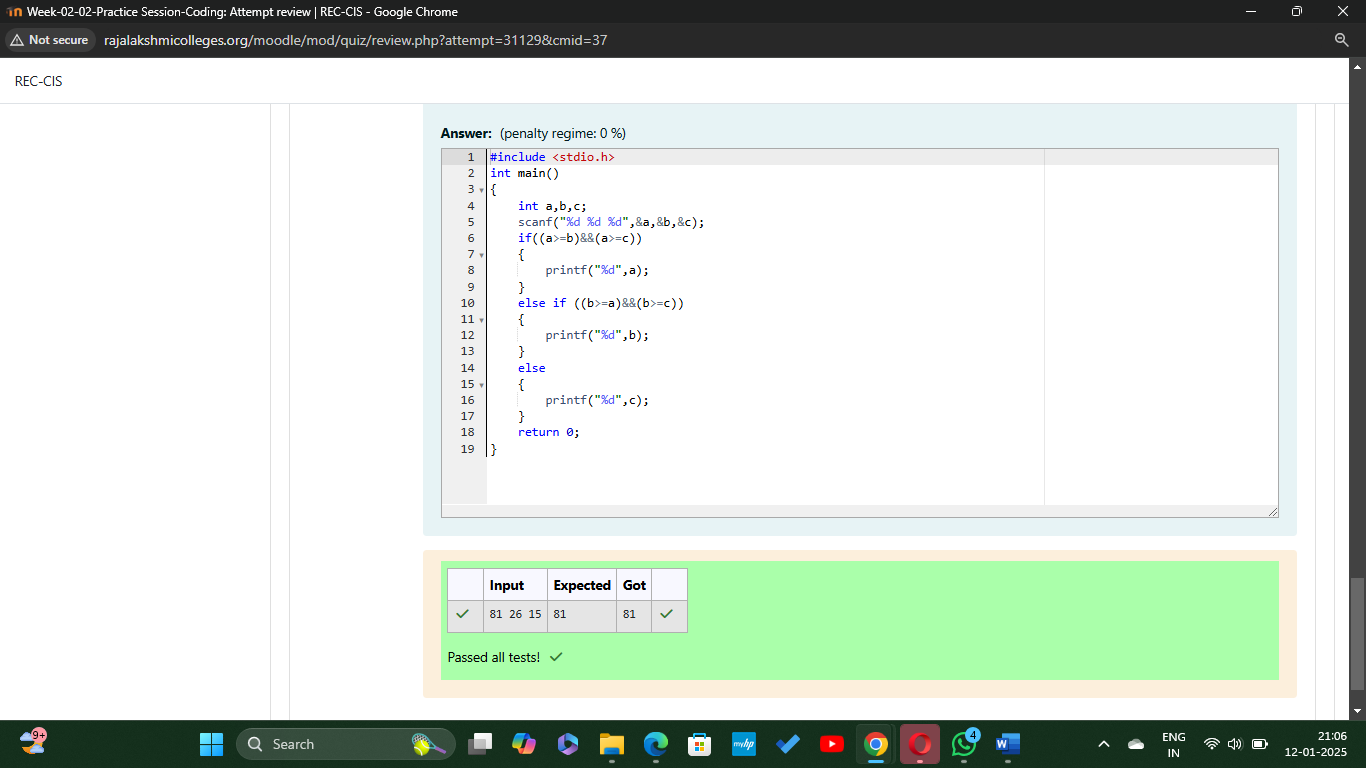 Week-02-02-Practice Session-Coding: Attempt review | REC-CIS - Google Chrome
Not secure rajalakshmicolleges.org/moodle/mod/quiz/review.php?attempt=31129&cmid=37
REC-CIS
Answer: (penalty regime: 0 %)
1 #include <stdio.h>
2 int main()
3 {
4 int a,b,c;
5 scanf("%d %d %d",&a,&b,&c);
6 if((a>=b)&&(a>=c))
7 {
8 printf("%d",a);
9 }
10 else if ((b>=a)&&(b>=c))
11 {
12 printf("%d",b);
13 }
14 else
15 {
16 printf("%d",c);
17 }
18 return 0;
19 }
Input Expected Got
81 26 15 81 81
Passed all tests!
9+
Search
myhp
4
W
ENG
IN
21:06
12-01-2025